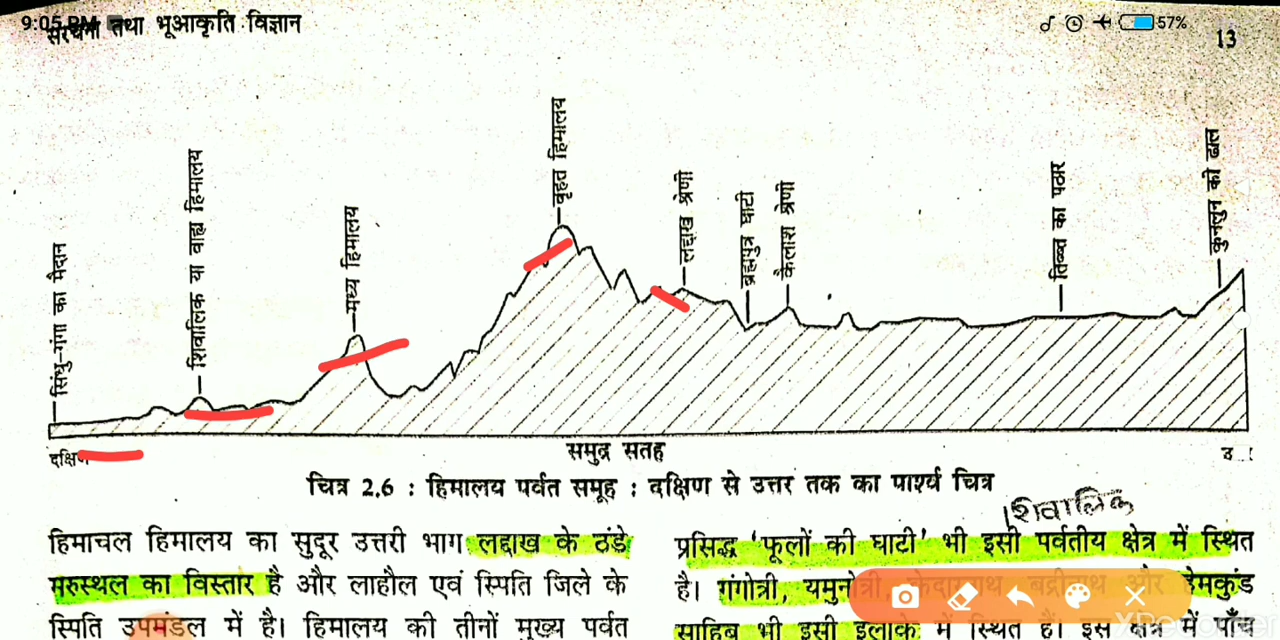 9:05 PM
57%
संरचना तथा भूआकृति विज्ञान
13
सिंधु-गंगा का मैदान
शिवालिक या बाह्य हिमालय
मध्य हिमालय
वृहत हिमालय
लद्दाख श्रेणी
ब्रह्मपुत्र घाटी
कैलाश श्रेणी
तिब्बत का पठार
कुनलुन की ढाल
दक्षिण
समुद्र सतह
चित्र 2.6 : हिमालय पर्वत समूह : दक्षिण से उत्तर तक का पार्श्व चित्र
शिवालिक
हिमाचल हिमालय का सुदूर उत्तरी भाग लद्दाख के ठंडे
मरुस्थल का विस्तार है और लाहौल एवं स्पिति जिले के
स्पिति उपमंडल में है। हिमालय की तीनों मुख्य पर्वत
प्रसिद्ध 'फूलों की घाटी' भी इसी पर्वतीय क्षेत्र में स्थित
है। गंगोत्री, यमुनोत्री, केदारनाथ बद्रीनाथ और हेमकुंड
साहिब भी इसी इलाके में स्थित हैं। इस क्षेत्र में पाँच
XRecorder